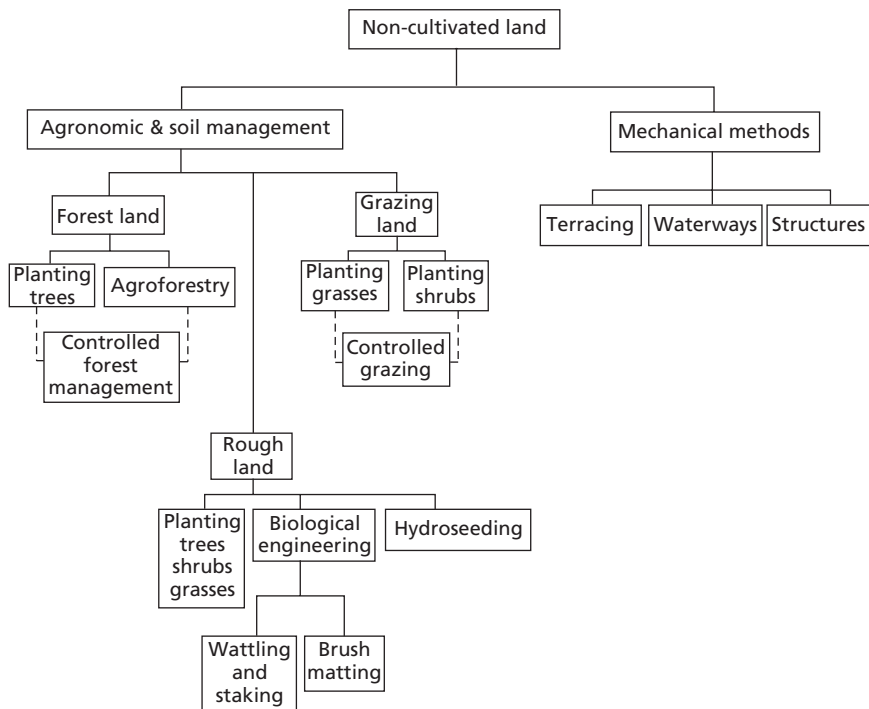 Non-cultivated land
Agronomic & soil management
Mechanical methods
Forest land
Grazing
land
Terracing
Waterways
Structures
Planting
trees
Agroforestry
Planting
grasses
Planting
shrubs
Controlled
forest
management
Controlled
grazing
Rough
land
Planting
trees
shrubs
grasses
Biological
engineering
Hydroseeding
Wattling
and
staking
Brush
matting